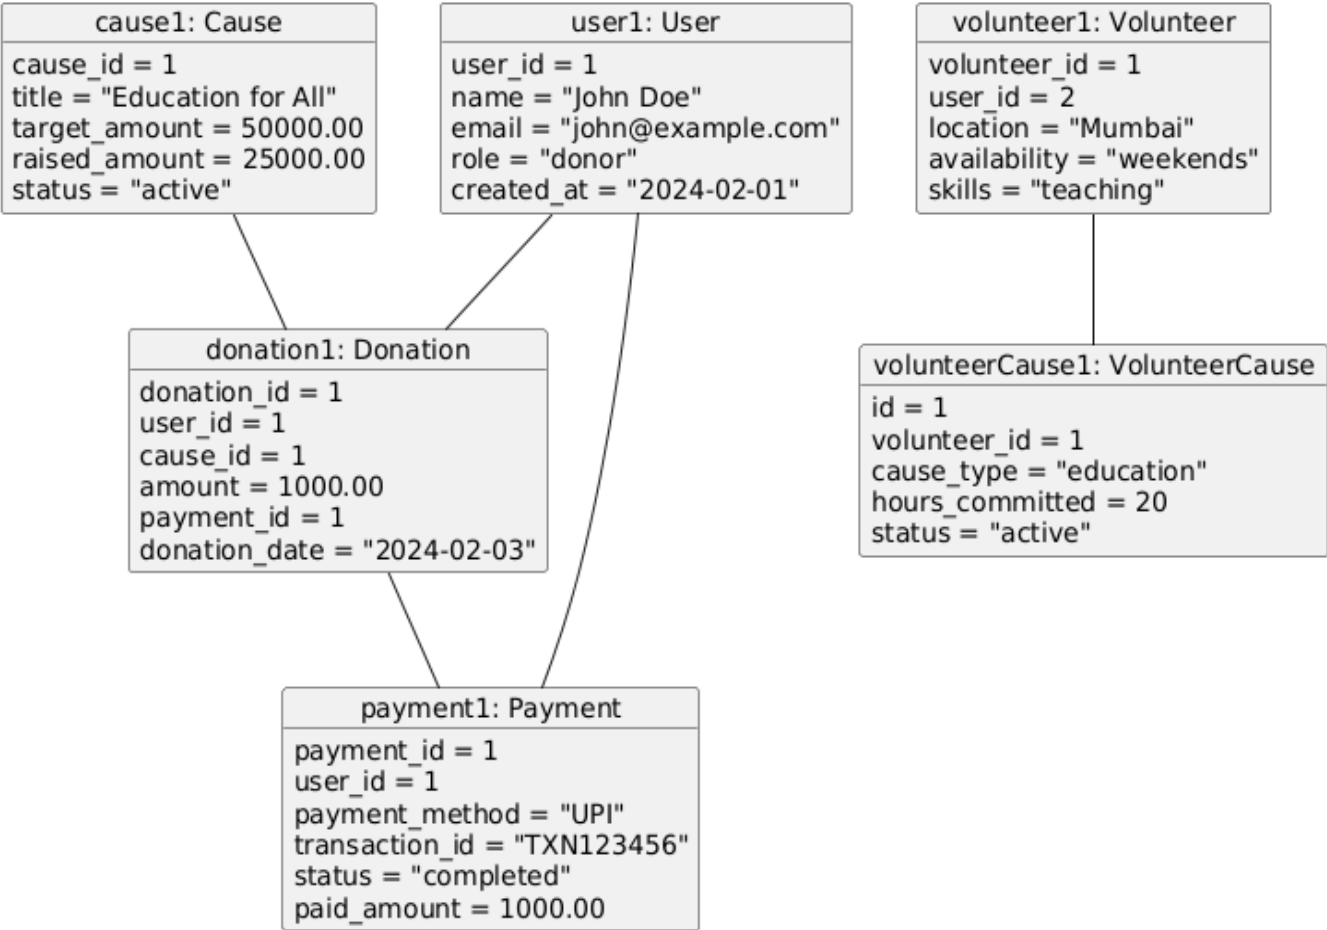 cause1: Cause
cause_id = 1
title = "Education for All"
target_amount = 50000.00
raised_amount = 25000.00
status = "active"
user1: User
user_id = 1
name = "John Doe"
email = "john@example.com"
role = "donor"
created_at = "2024-02-01"
volunteer1: Volunteer
volunteer_id = 1
user_id = 2
location = "Mumbai"
availability = "weekends"
skills = "teaching"
donation1: Donation
donation_id = 1
user_id = 1
cause_id = 1
amount = 1000.00
payment_id = 1
donation_date = "2024-02-03"
volunteerCause1: VolunteerCause
id = 1
volunteer_id = 1
cause_type = "education"
hours_committed = 20
status = "active"
payment1: Payment
payment_id = 1
user_id = 1
payment_method = "UPI"
transaction_id = "TXN123456"
status = "completed"
paid_amount = 1000.00